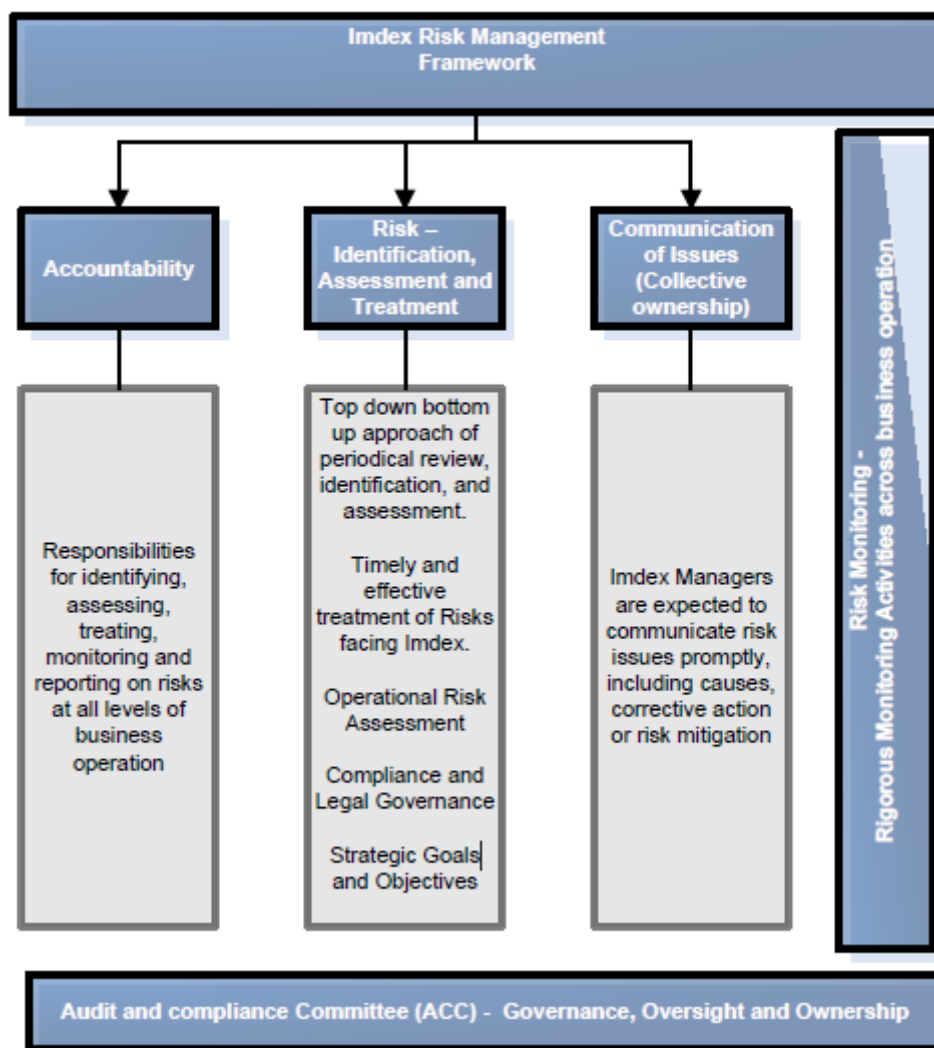 Imdex Risk Management
Framework
Accountability
Risk –
Identification,
Assessment and
Treatment
Communication
of Issues
(Collective
ownership)
Responsibilities
for identifying,
assessing,
treating,
monitoring and
reporting on risks
at all levels of
business
operation
Top down bottom
up approach of
periodical review,
identification, and
assessment.
Timely and
effective
treatment of Risks
facing Imdex.
Operational Risk
Assessment
Compliance and
Legal Governance
Strategic Goals
and Objectives
Imdex Managers
are expected to
communicate risk
issues promptly,
including causes,
corrective action
or risk mitigation
Risk Monitoring -
Rigorous Monitoring Activities across business operation
Audit and compliance Committee (ACC) - Governance, Oversight and Ownership